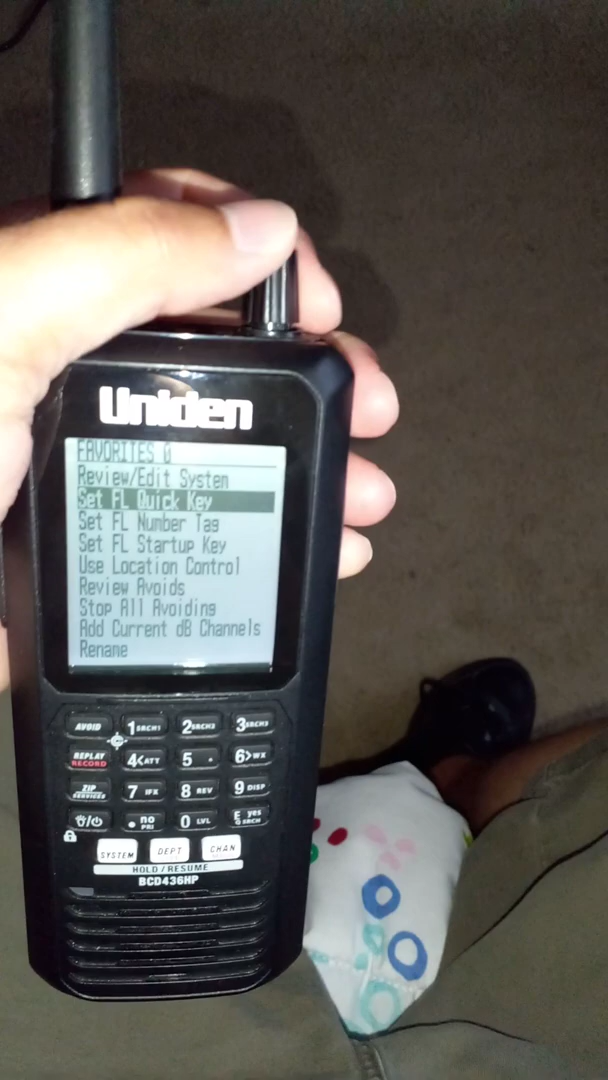 Uniden
FAVORITES 0
Review/Edit System
Set FL Quick Key
Set FL Number Tag
Set FL Startup Key
Use Location Control
Review Avoids
Stop All Avoiding
Add Current dB Channels
Rename
AVOID 1 SRCH1 2 SRCH2 3 SRCH3
REPLAY 4< ATT 5 . 6> WX
RECORD
ZIP 7 IFX 8 REV 9 DISP
SERVICES
. no PRI 0 LVL E yes SRCH
SYSTEM DEPT CHAN
HOLD / RESUME
BCD436HP